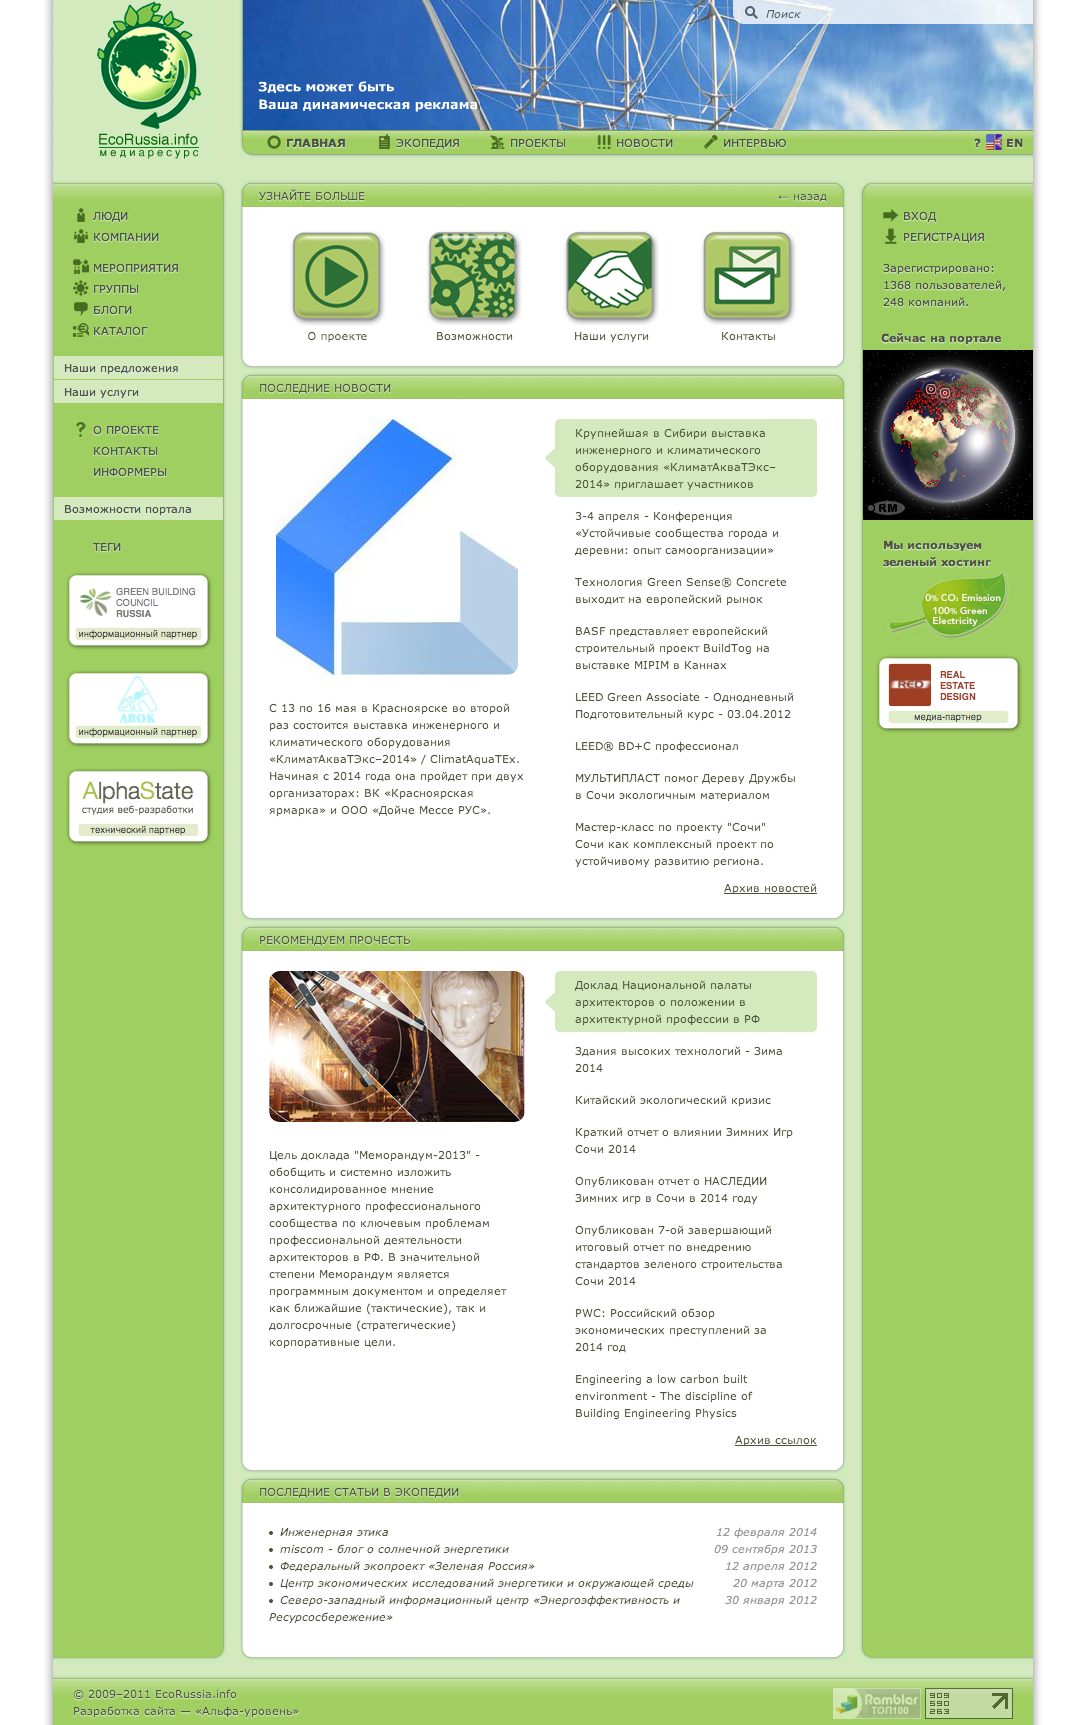 EcoRussia.info
медиаресурс
Поиск
Здесь может быть
Ваша динамическая реклама
ГЛАВНАЯ
ЭКОПЕДИЯ
ПРОЕКТЫ
НОВОСТИ
ИНТЕРВЬЮ
? EN
ЛЮДИ
КОМПАНИИ
МЕРОПРИЯТИЯ
ГРУППЫ
БЛОГИ
КАТАЛОГ
Наши предложения
Наши услуги
? О ПРОЕКТЕ
КОНТАКТЫ
ИНФОРМЕРЫ
Возможности портала
ТЕГИ
GREEN BUILDING
COUNCIL
RUSSIA
информационный партнер
АВОК
информационный партнер
AlphaState
студия веб-разработки
технический партнер
УЗНАЙТЕ БОЛЬШЕ
← назад
О проекте
Возможности
Наши услуги
Контакты
ПОСЛЕДНИЕ НОВОСТИ
С 13 по 16 мая в Красноярске во второй
раз состоится выставка инженерного и
климатического оборудования
«КлиматАкваТЭкс–2014» / ClimatAquaTEx.
Начиная с 2014 года она пройдет при двух
организаторах: ВК «Красноярская
ярмарка» и ООО «Дойче Мессе РУС».
Крупнейшая в Сибири выставка
инженерного и климатического
оборудования «КлиматАкваТЭкс–
2014» приглашает участников
3-4 апреля - Конференция
«Устойчивые сообщества города и
деревни: опыт самоорганизации»
Технология Green Sense® Concrete
выходит на европейский рынок
BASF представляет европейский
строительный проект BuildTog на
выставке MIPIM в Каннах
LEED Green Associate - Однодневный
Подготовительный курс - 03.04.2012
LEED® BD+C профессионал
МУЛЬТИПЛАСТ помог Дереву Дружбы
в Сочи экологичным материалом
Мастер-класс по проекту "Сочи"
Сочи как комплексный проект по
устойчивому развитию региона.
Архив новостей
РЕКОМЕНДУЕМ ПРОЧЕСТЬ
Цель доклада "Меморандум-2013" -
обобщить и системно изложить
консолидированное мнение
архитектурного профессионального
сообщества по ключевым проблемам
профессиональной деятельности
архитекторов в РФ. В значительной
степени Меморандум является
программным документом и определяет
как ближайшие (тактические), так и
долгосрочные (стратегические)
корпоративные цели.
Доклад Национальной палаты
архитекторов о положении в
архитектурной профессии в РФ
Здания высоких технологий - Зима
2014
Китайский экологический кризис
Краткий отчет о влиянии Зимних Игр
Сочи 2014
Опубликован отчет о НАСЛЕДИИ
Зимних игр в Сочи в 2014 году
Опубликован 7-ой завершающий
итоговый отчет по внедрению
стандартов зеленого строительства
Сочи 2014
PWC: Российский обзор
экономических преступлений за
2014 год
Engineering a low carbon built
environment - The discipline of
Building Engineering Physics
Архив ссылок
ПОСЛЕДНИЕ СТАТЬИ В ЭКОПЕДИИ
• Инженерная этика 12 февраля 2014
• miscom - блог о солнечной энергетики 09 сентября 2013
• Федеральный экопроект «Зеленая Россия» 12 апреля 2012
• Центр экономических исследований энергетики и окружающей среды 20 марта 2012
• Северо-западный информационный центр «Энергоэффективность и 30 января 2012
Ресурсосбережение»
ВХОД
РЕГИСТРАЦИЯ
Зарегистрировано:
1368 пользователей,
248 компаний.
Сейчас на портале
RM
Мы используем
зеленый хостинг
0% CO₂ Emission
100% Green
Electricity
RED
REAL
ESTATE
DESIGN
медиа-партнер
© 2009–2011 EcoRussia.info
Разработка сайта — «Альфа-уровень»
Rambler
ТОП100
909
590
263